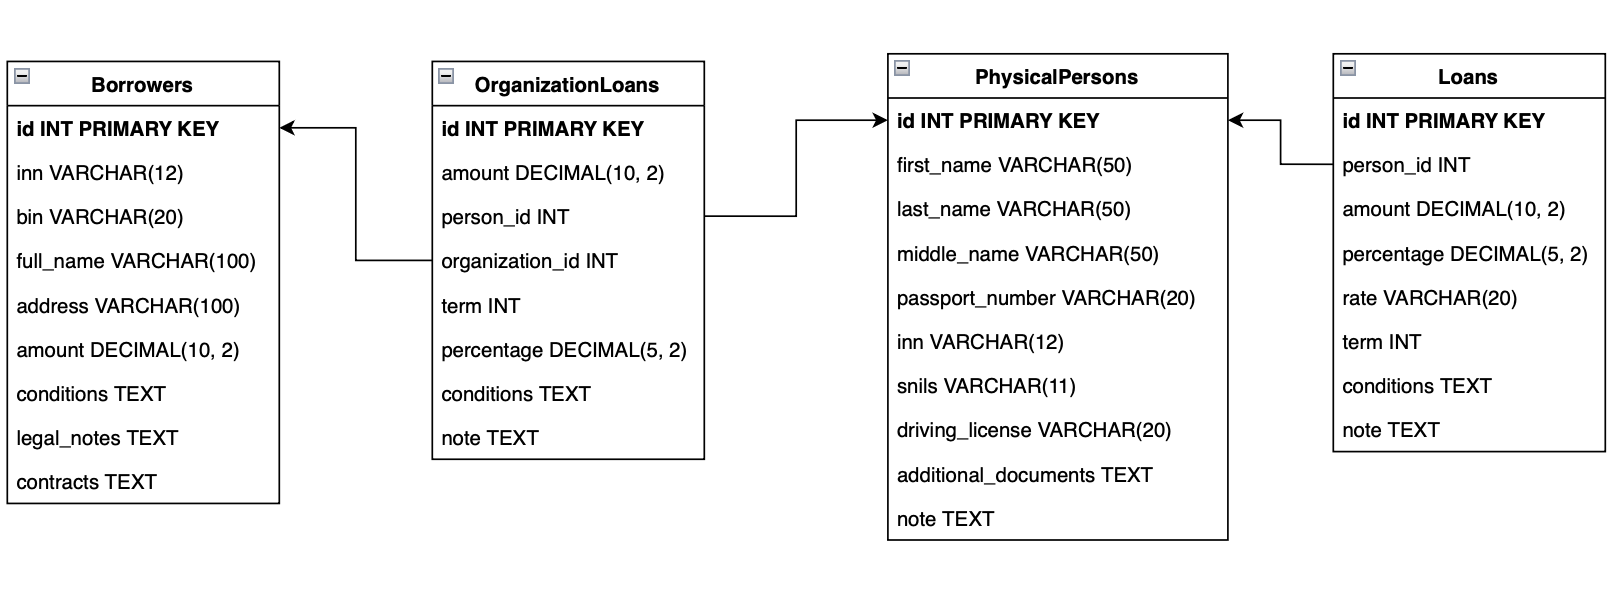 Borrowers
id INT PRIMARY KEY
inn VARCHAR(12)
bin VARCHAR(20)
full_name VARCHAR(100)
address VARCHAR(100)
amount DECIMAL(10, 2)
conditions TEXT
legal_notes TEXT
contracts TEXT
OrganizationLoans
id INT PRIMARY KEY
amount DECIMAL(10, 2)
person_id INT
organization_id INT
term INT
percentage DECIMAL(5, 2)
conditions TEXT
note TEXT
PhysicalPersons
id INT PRIMARY KEY
first_name VARCHAR(50)
last_name VARCHAR(50)
middle_name VARCHAR(50)
passport_number VARCHAR(20)
inn VARCHAR(12)
snils VARCHAR(11)
driving_license VARCHAR(20)
additional_documents TEXT
note TEXT
Loans
id INT PRIMARY KEY
person_id INT
amount DECIMAL(10, 2)
percentage DECIMAL(5, 2)
rate VARCHAR(20)
term INT
conditions TEXT
note TEXT